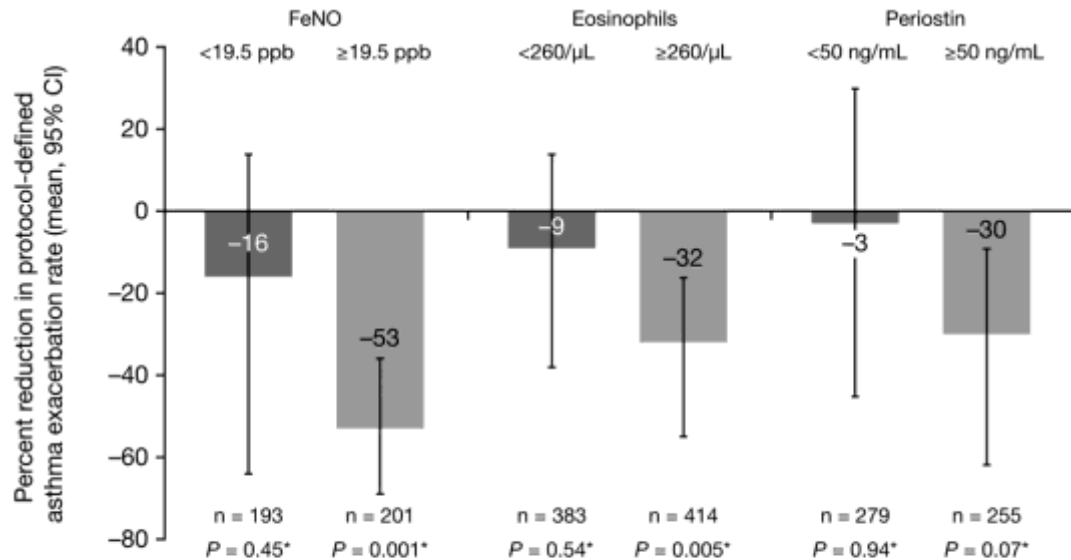 FeNO Eosinophils Periostin
<19.5 ppb ≥19.5 ppb <260/µL ≥260/µL <50 ng/mL ≥50 ng/mL
Percent reduction in protocol-defined
asthma exacerbation rate (mean, 95% CI)
40
20
0
–20
–40
–60
–80
–16
–53
–9
–32
–3
–30
n = 193 n = 201 n = 383 n = 414 n = 279 n = 255
P = 0.45* P = 0.001* P = 0.54* P = 0.005* P = 0.94* P = 0.07*